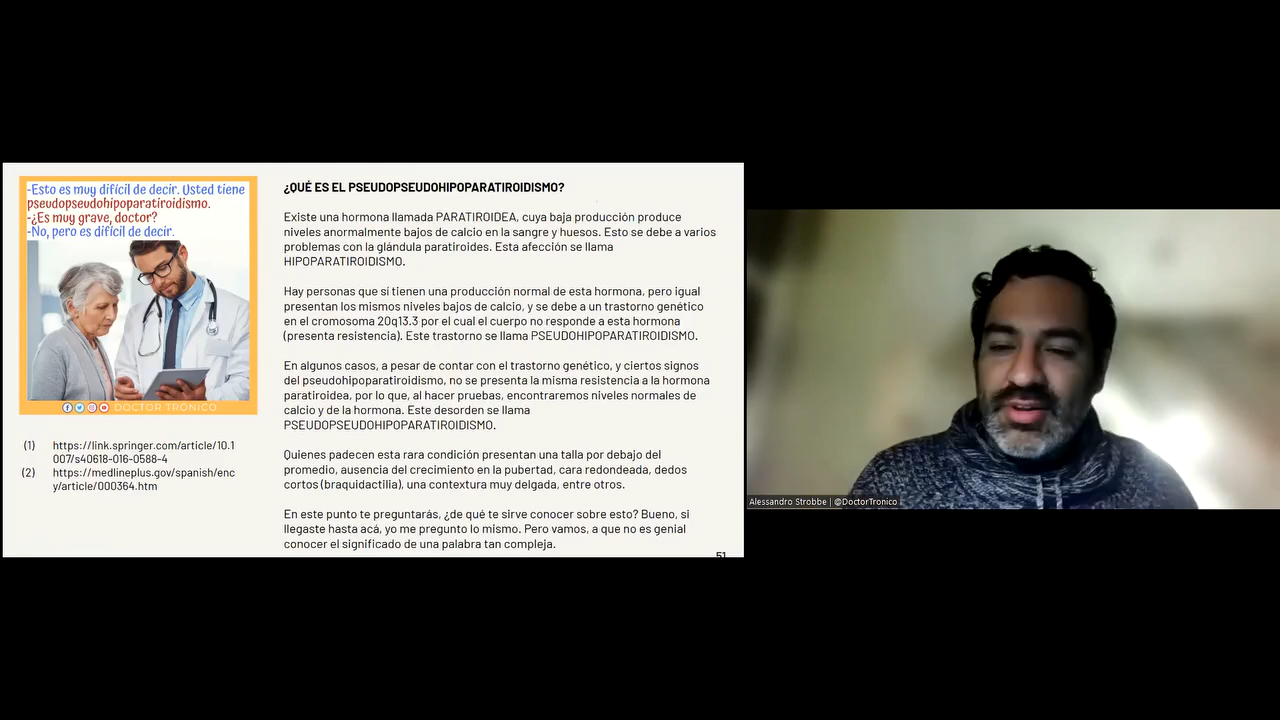 -Esto es muy difícil de decir. Usted tiene
pseudopseudohipoparatiroidismo.
-¿Es muy grave, doctor?
-No, pero es difícil de decir.
DOCTOR TRÓNICO
(1) https://link.springer.com/article/10.1
007/s40618-016-0588-4
(2) https://medlineplus.gov/spanish/enc
y/article/000364.htm
¿QUÉ ES EL PSEUDOPSEUDOHIPOPARATIROIDISMO?
Existe una hormona llamada PARATIROIDEA, cuya baja producción produce
niveles anormalmente bajos de calcio en la sangre y huesos. Esto se debe a varios
problemas con la glándula paratiroides. Esta afección se llama
HIPOPARATIROIDISMO.
Hay personas que sí tienen una producción normal de esta hormona, pero igual
presentan los mismos niveles bajos de calcio, y se debe a un trastorno genético
en el cromosoma 20q13.3 por el cual el cuerpo no responde a esta hormona
(presenta resistencia). Este trastorno se llama PSEUDOHIPOPARATIROIDISMO.
En algunos casos, a pesar de contar con el trastorno genético, y ciertos signos
del pseudohipoparatiroidismo, no se presenta la misma resistencia a la hormona
paratiroidea, por lo que, al hacer pruebas, encontraremos niveles normales de
calcio y de la hormona. Este desorden se llama
PSEUDOPSEUDOHIPOPARATIROIDISMO.
Quienes padecen esta rara condición presentan una talla por debajo del
promedio, ausencia del crecimiento en la pubertad, cara redondeada, dedos
cortos (braquidactilia), una contextura muy delgada, entre otros.
En este punto te preguntarás, ¿de qué te sirve conocer sobre esto? Bueno, si
llegaste hasta acá, yo me pregunto lo mismo. Pero vamos, a que no es genial
conocer el significado de una palabra tan compleja.
51
Alessandro Strobbe | @DoctorTronico